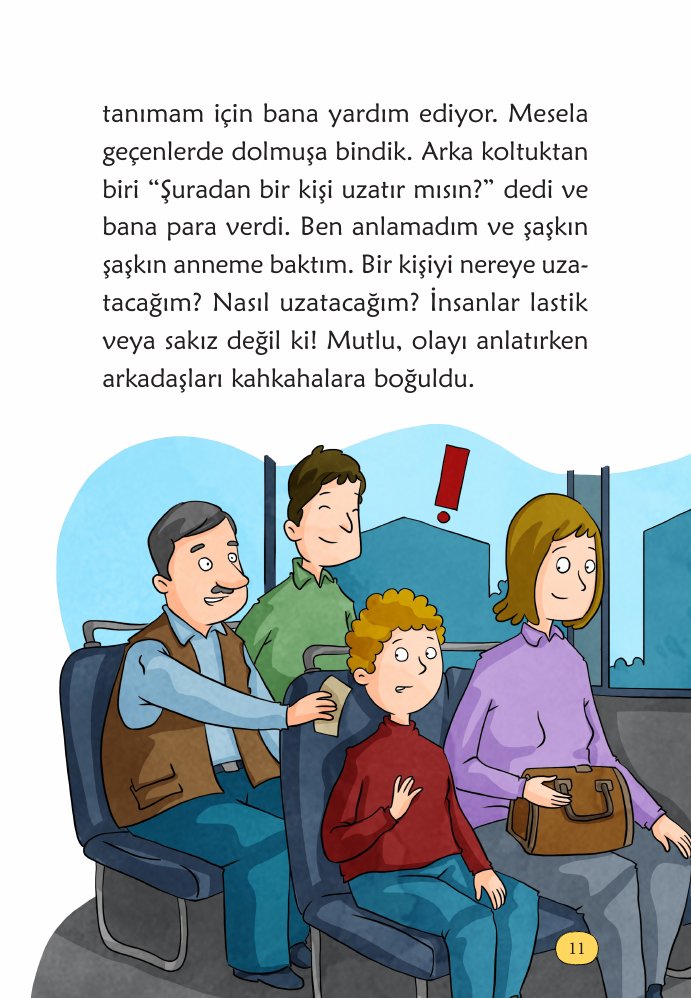 tanımam için bana yardım ediyor. Mesela
geçenlerde dolmuşa bindik. Arka koltuktan
biri “Şuradan bir kişi uzatır mısın?” dedi ve
bana para verdi. Ben anlamadım ve şaşkın
şaşkın anneme baktım. Bir kişiyi nereye uza-
tacağım? Nasıl uzatacağım? İnsanlar lastik
veya sakız değil ki! Mutlu, olayı anlatırken
arkadaşları kahkahalara boğuldu.
!
11